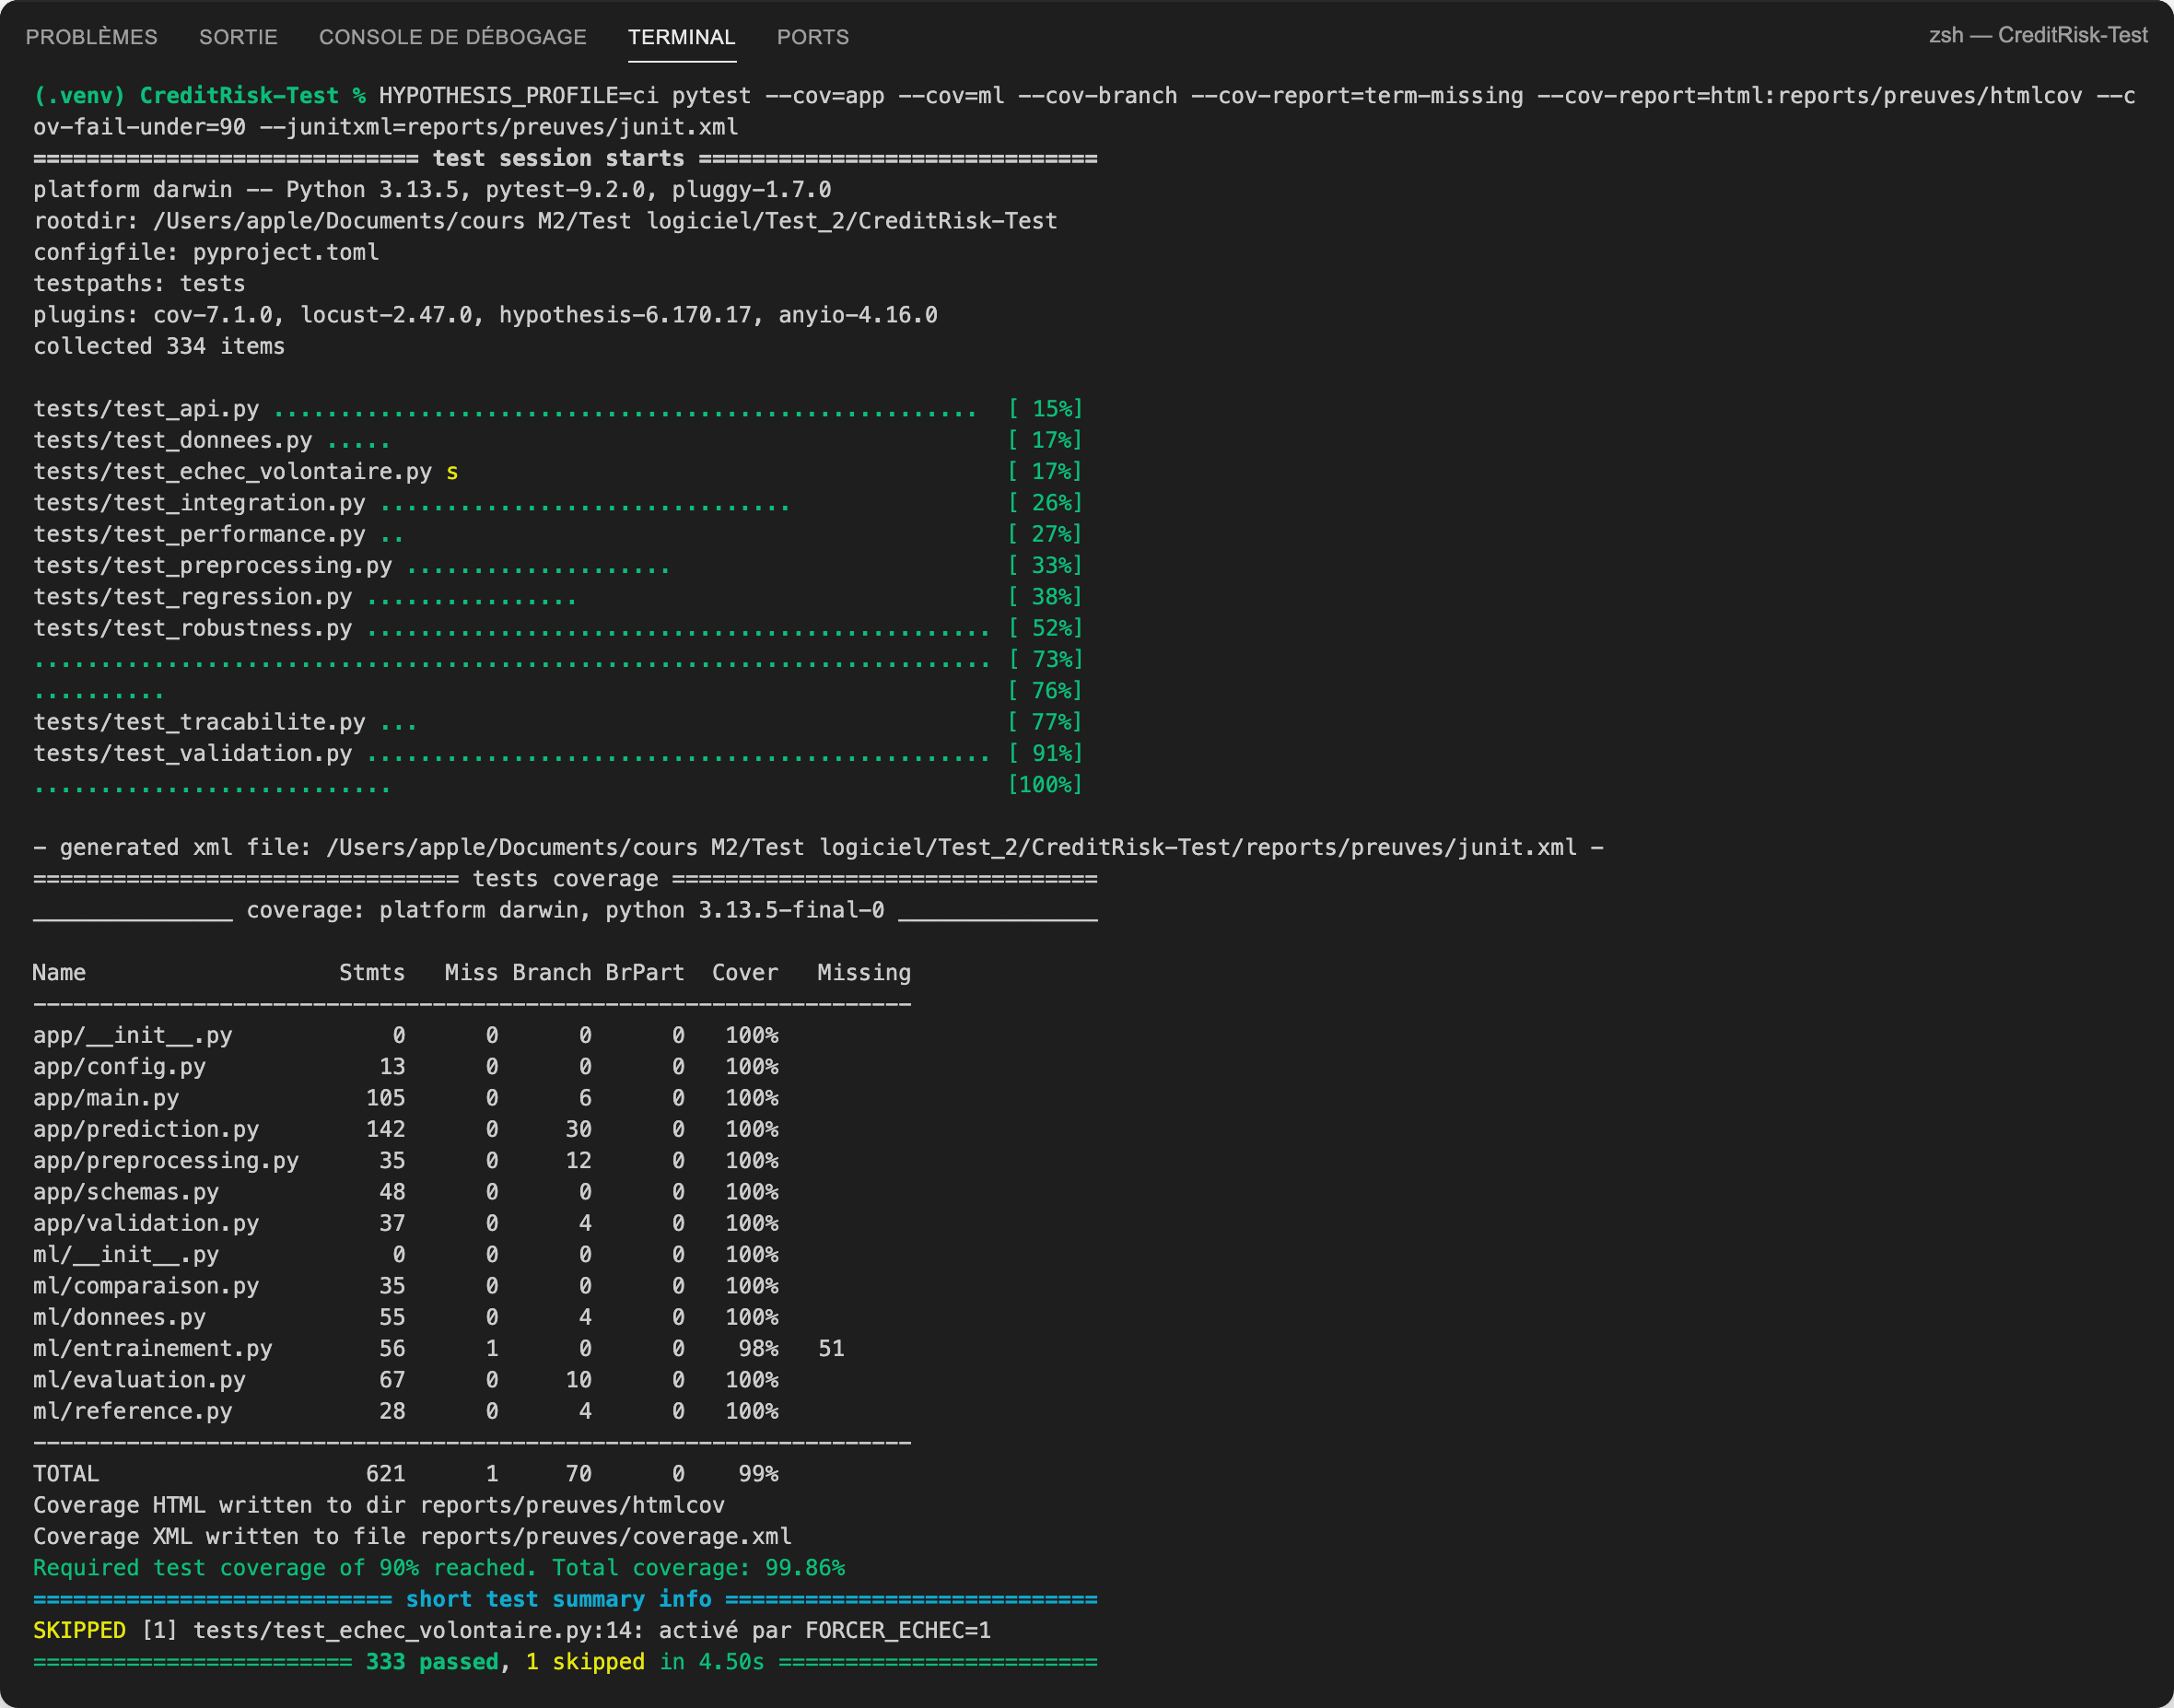 PROBLÈMES SORTIE CONSOLE DE DÉBOGAGE TERMINAL PORTS zsh — CreditRisk-Test
(.venv) CreditRisk-Test % HYPOTHESIS_PROFILE=ci pytest --cov=app --cov=ml --cov-branch --cov-report=term-missing --cov-report=html:reports/preuves/htmlcov --c
ov-fail-under=90 --junitxml=reports/preuves/junit.xml
============================= test session starts ==============================
platform darwin -- Python 3.13.5, pytest-9.2.0, pluggy-1.7.0
rootdir: /Users/apple/Documents/cours M2/Test logiciel/Test_2/CreditRisk-Test
configfile: pyproject.toml
testpaths: tests
plugins: cov-7.1.0, locust-2.47.0, hypothesis-6.170.17, anyio-4.16.0
collected 334 items
tests/test_api.py ..................................................... [ 15%]
tests/test_donnees.py ..... [ 17%]
tests/test_echec_volontaire.py s [ 17%]
tests/test_integration.py ............................... [ 26%]
tests/test_performance.py .. [ 27%]
tests/test_preprocessing.py .................... [ 33%]
tests/test_regression.py ................ [ 38%]
tests/test_robustness.py ............................................... [ 52%]
........................................................................ [ 73%]
.......... [ 76%]
tests/test_tracabilite.py ... [ 77%]
tests/test_validation.py ............................................... [ 91%]
........................... [100%]
- generated xml file: /Users/apple/Documents/cours M2/Test logiciel/Test_2/CreditRisk-Test/reports/preuves/junit.xml -
================================ tests coverage ================================
_______________ coverage: platform darwin, python 3.13.5-final-0 _______________
Name Stmts Miss Branch BrPart Cover Missing
------------------------------------------------------------------
app/__init__.py 0 0 0 0 100%
app/config.py 13 0 0 0 100%
app/main.py 105 0 6 0 100%
app/prediction.py 142 0 30 0 100%
app/preprocessing.py 35 0 12 0 100%
app/schemas.py 48 0 0 0 100%
app/validation.py 37 0 4 0 100%
ml/__init__.py 0 0 0 0 100%
ml/comparaison.py 35 0 0 0 100%
ml/donnees.py 55 0 4 0 100%
ml/entrainement.py 56 1 0 0 98% 51
ml/evaluation.py 67 0 10 0 100%
ml/reference.py 28 0 4 0 100%
------------------------------------------------------------------
TOTAL 621 1 70 0 99%
Coverage HTML written to dir reports/preuves/htmlcov
Coverage XML written to file reports/preuves/coverage.xml
Required test coverage of 90% reached. Total coverage: 99.86%
=========================== short test summary info ============================
SKIPPED [1] tests/test_echec_volontaire.py:14: activé par FORCER_ECHEC=1
======================== 333 passed, 1 skipped in 4.50s ========================